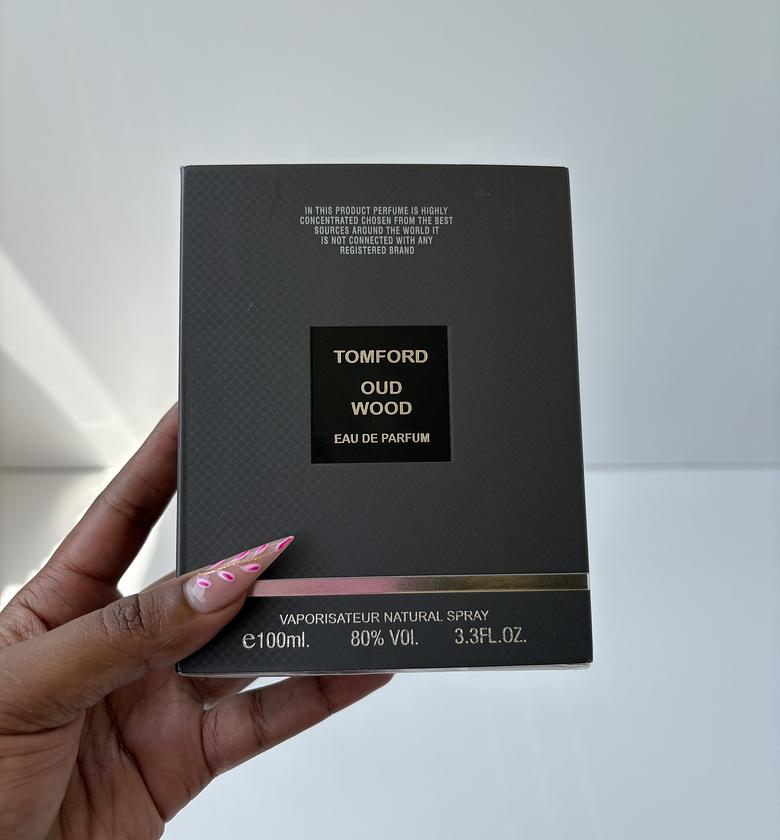 IN THIS PRODUCT PERFUME IS HIGHLY
CONCENTRATED CHOSEN FROM THE BEST
SOURCES AROUND THE WORLD IT
IS NOT CONNECTED WITH ANY
REGISTERED BRAND
TOMFORD
OUD
WOOD
EAU DE PARFUM
VAPORISATEUR NATURAL SPRAY
e100ml. 80% V0l. 3.3FL.OZ.